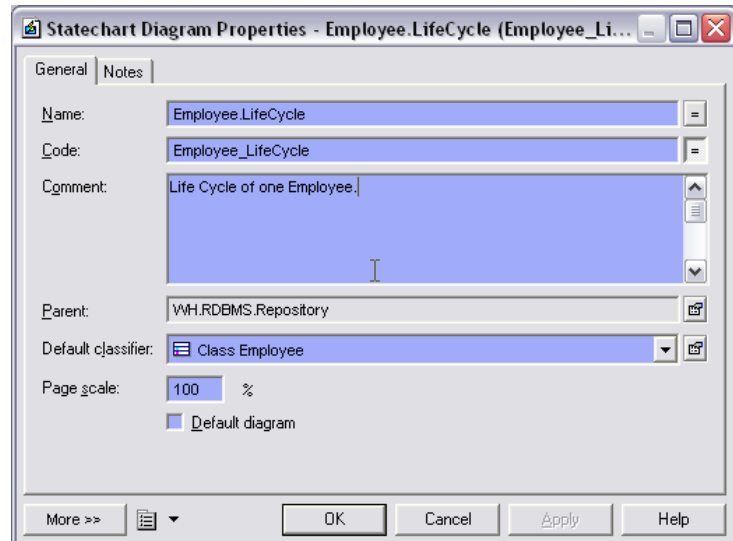 Statechart Diagram Properties - Employee.LifeCycle (Employee_Li...
General Notes
Name: Employee.LifeCycle =
Code: Employee_LifeCycle =
Comment: Life Cycle of one Employee.
Parent: WH.RDBMS.Repository
Default classifier: Class Employee
Page scale: 100 %
Default diagram
More >> OK Cancel Apply Help